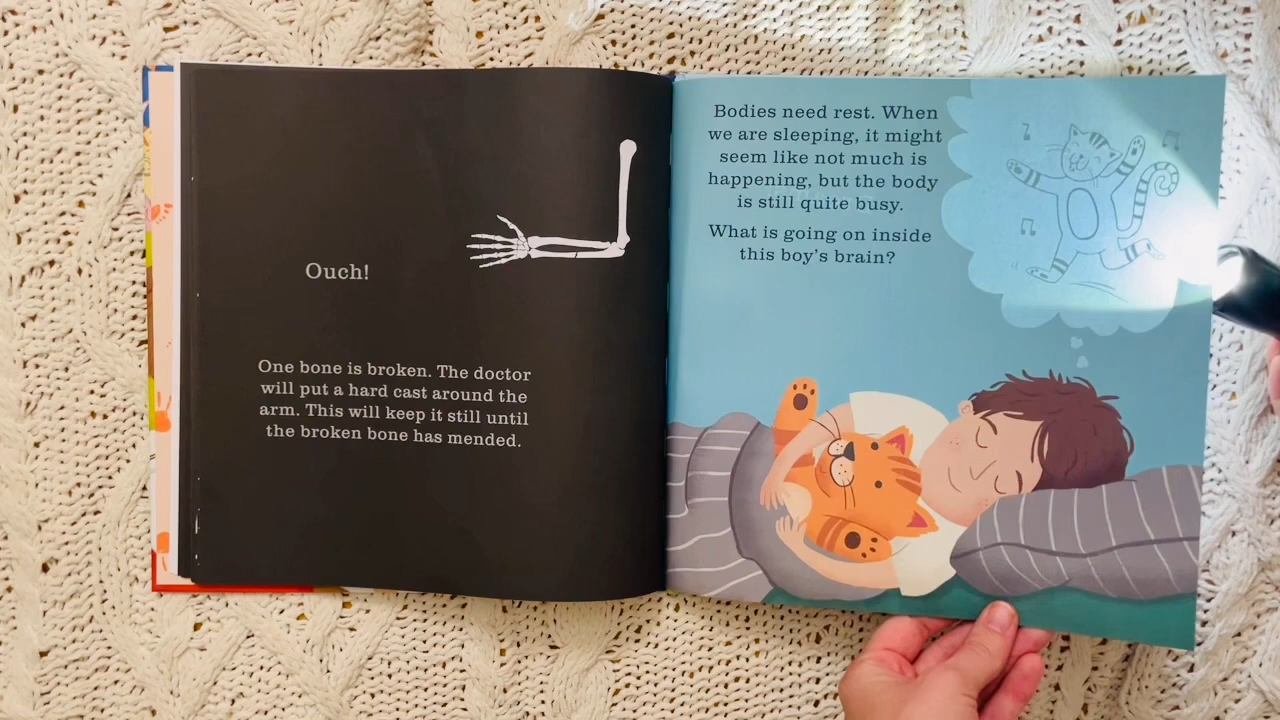 Ouch!
One bone is broken. The doctor
will put a hard cast around the
arm. This will keep it still until
the broken bone has mended.
Bodies need rest. When
we are sleeping, it might
seem like not much is
happening, but the body
is still quite busy.
What is going on inside
this boy's brain?